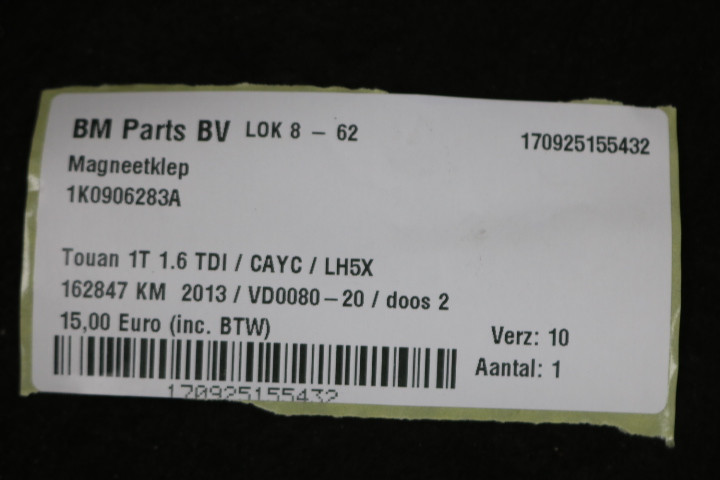 BM Parts BV LOK 8 – 62 170925155432
Magneetklep
1K0906283A
Touan 1T 1.6 TDI / CAYC / LH5X
162847 KM 2013 / VD0080–20 / doos 2
15,00 Euro (inc. BTW) Verz: 10
Aantal: 1
170925155432